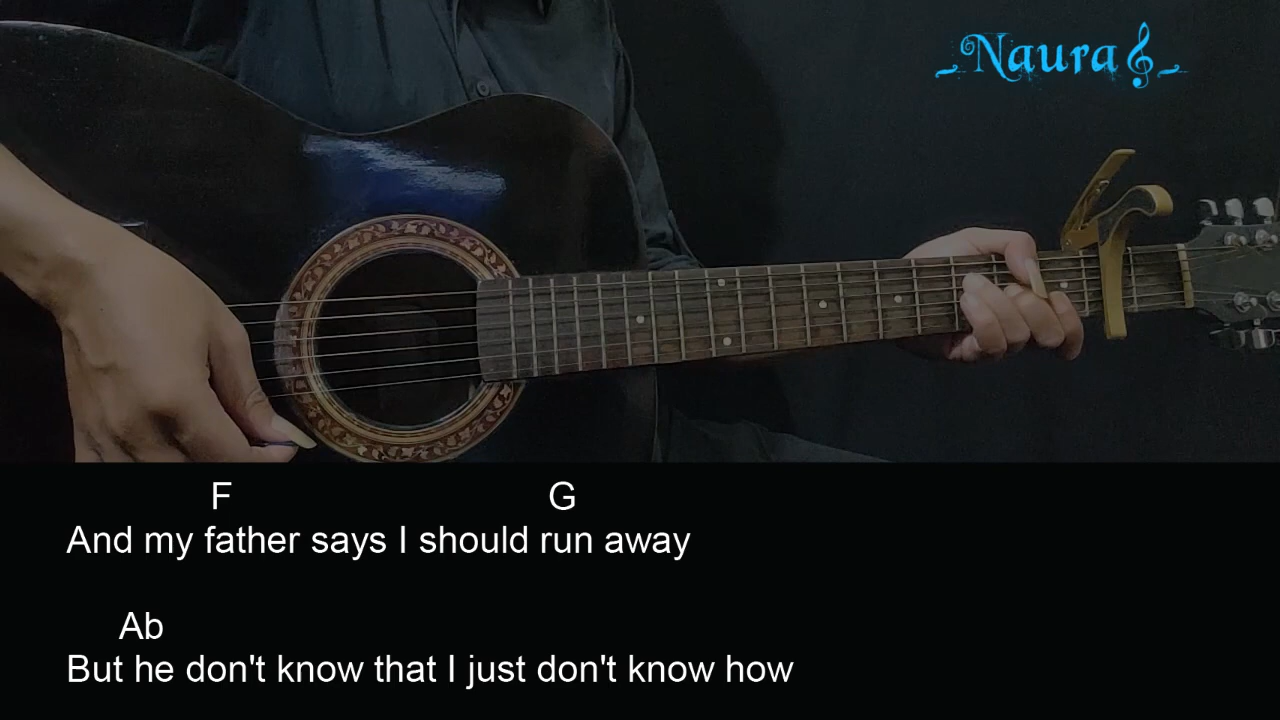 Naura
F G
And my father says I should run away
Ab
But he don't know that I just don't know how